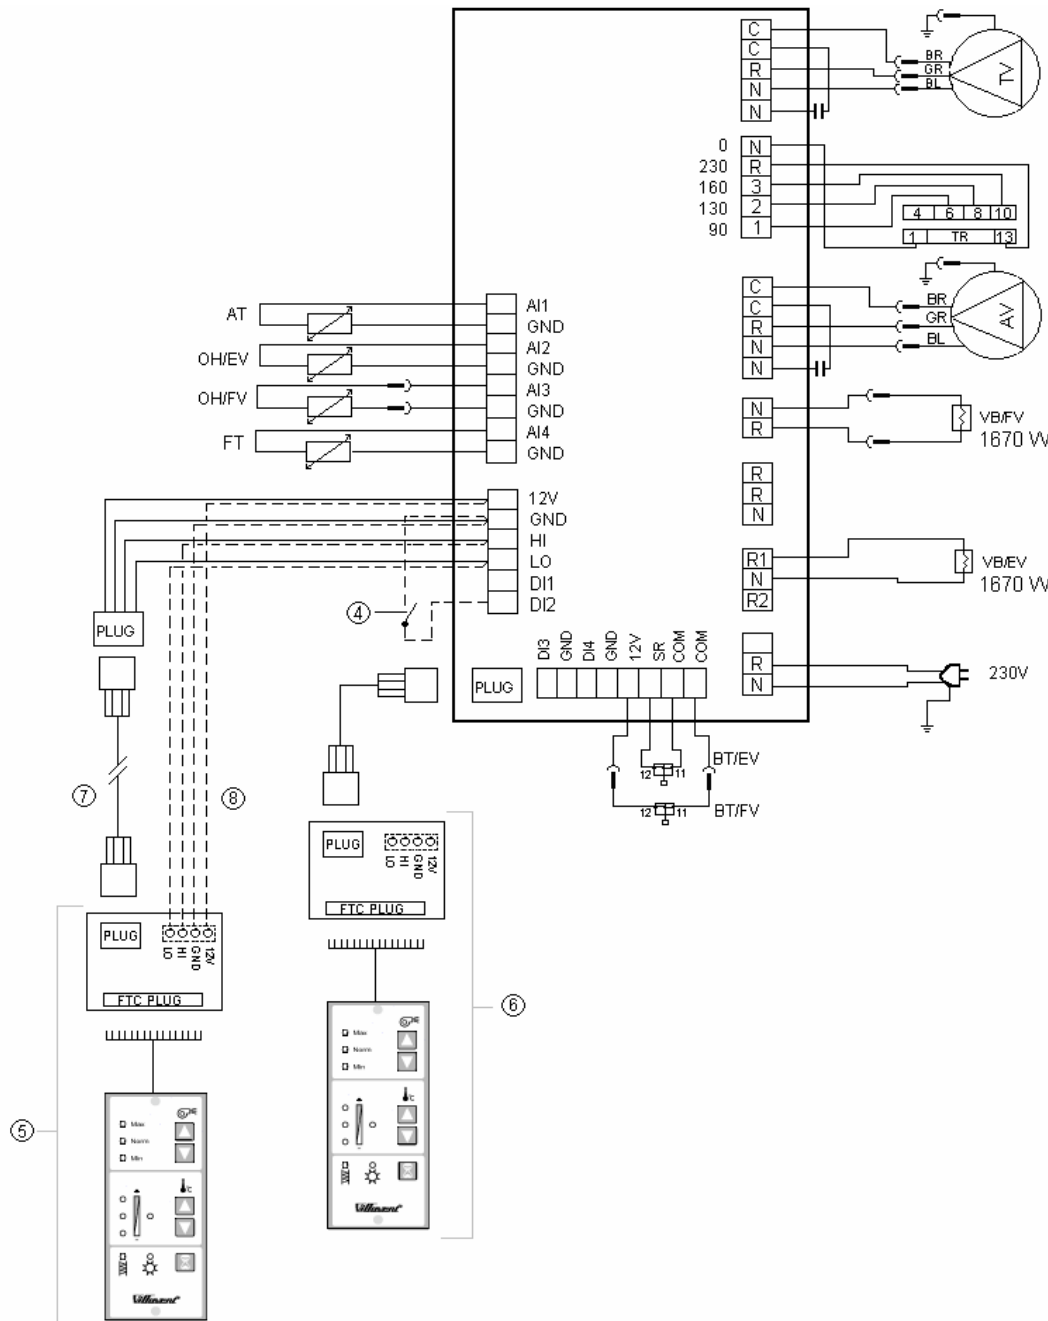 C
C
R
N
N
BR
GR
BL
TV
0 N
230 R
160 3
130 2
90 1
4 6 8 10
1 TR 13
C
C
R
N
N
BR
GR
BL
AV
AT
OH/EV
OH/FV
FT
AI1
GND
AI2
GND
AI3
GND
AI4
GND
N
R
VB/FV
1670 W
R
R
N
12V
GND
HI
LO
DI1
DI2
R1
N
R2
VB/EV
1670 W
4
PLUG
R
N
230V
PLUG
DI3
GND
DI4
GND
12V
SR
COM
COM
12 11
BT/EV
12 11
BT/FV
7
8
PLUG
LO
HI
GND
12V
FTC PLUG
PLUG
LO
HI
GND
12V
FTC PLUG
6
Max
Norm
Min
°C
Vallox
5
Max
Norm
Min
°C